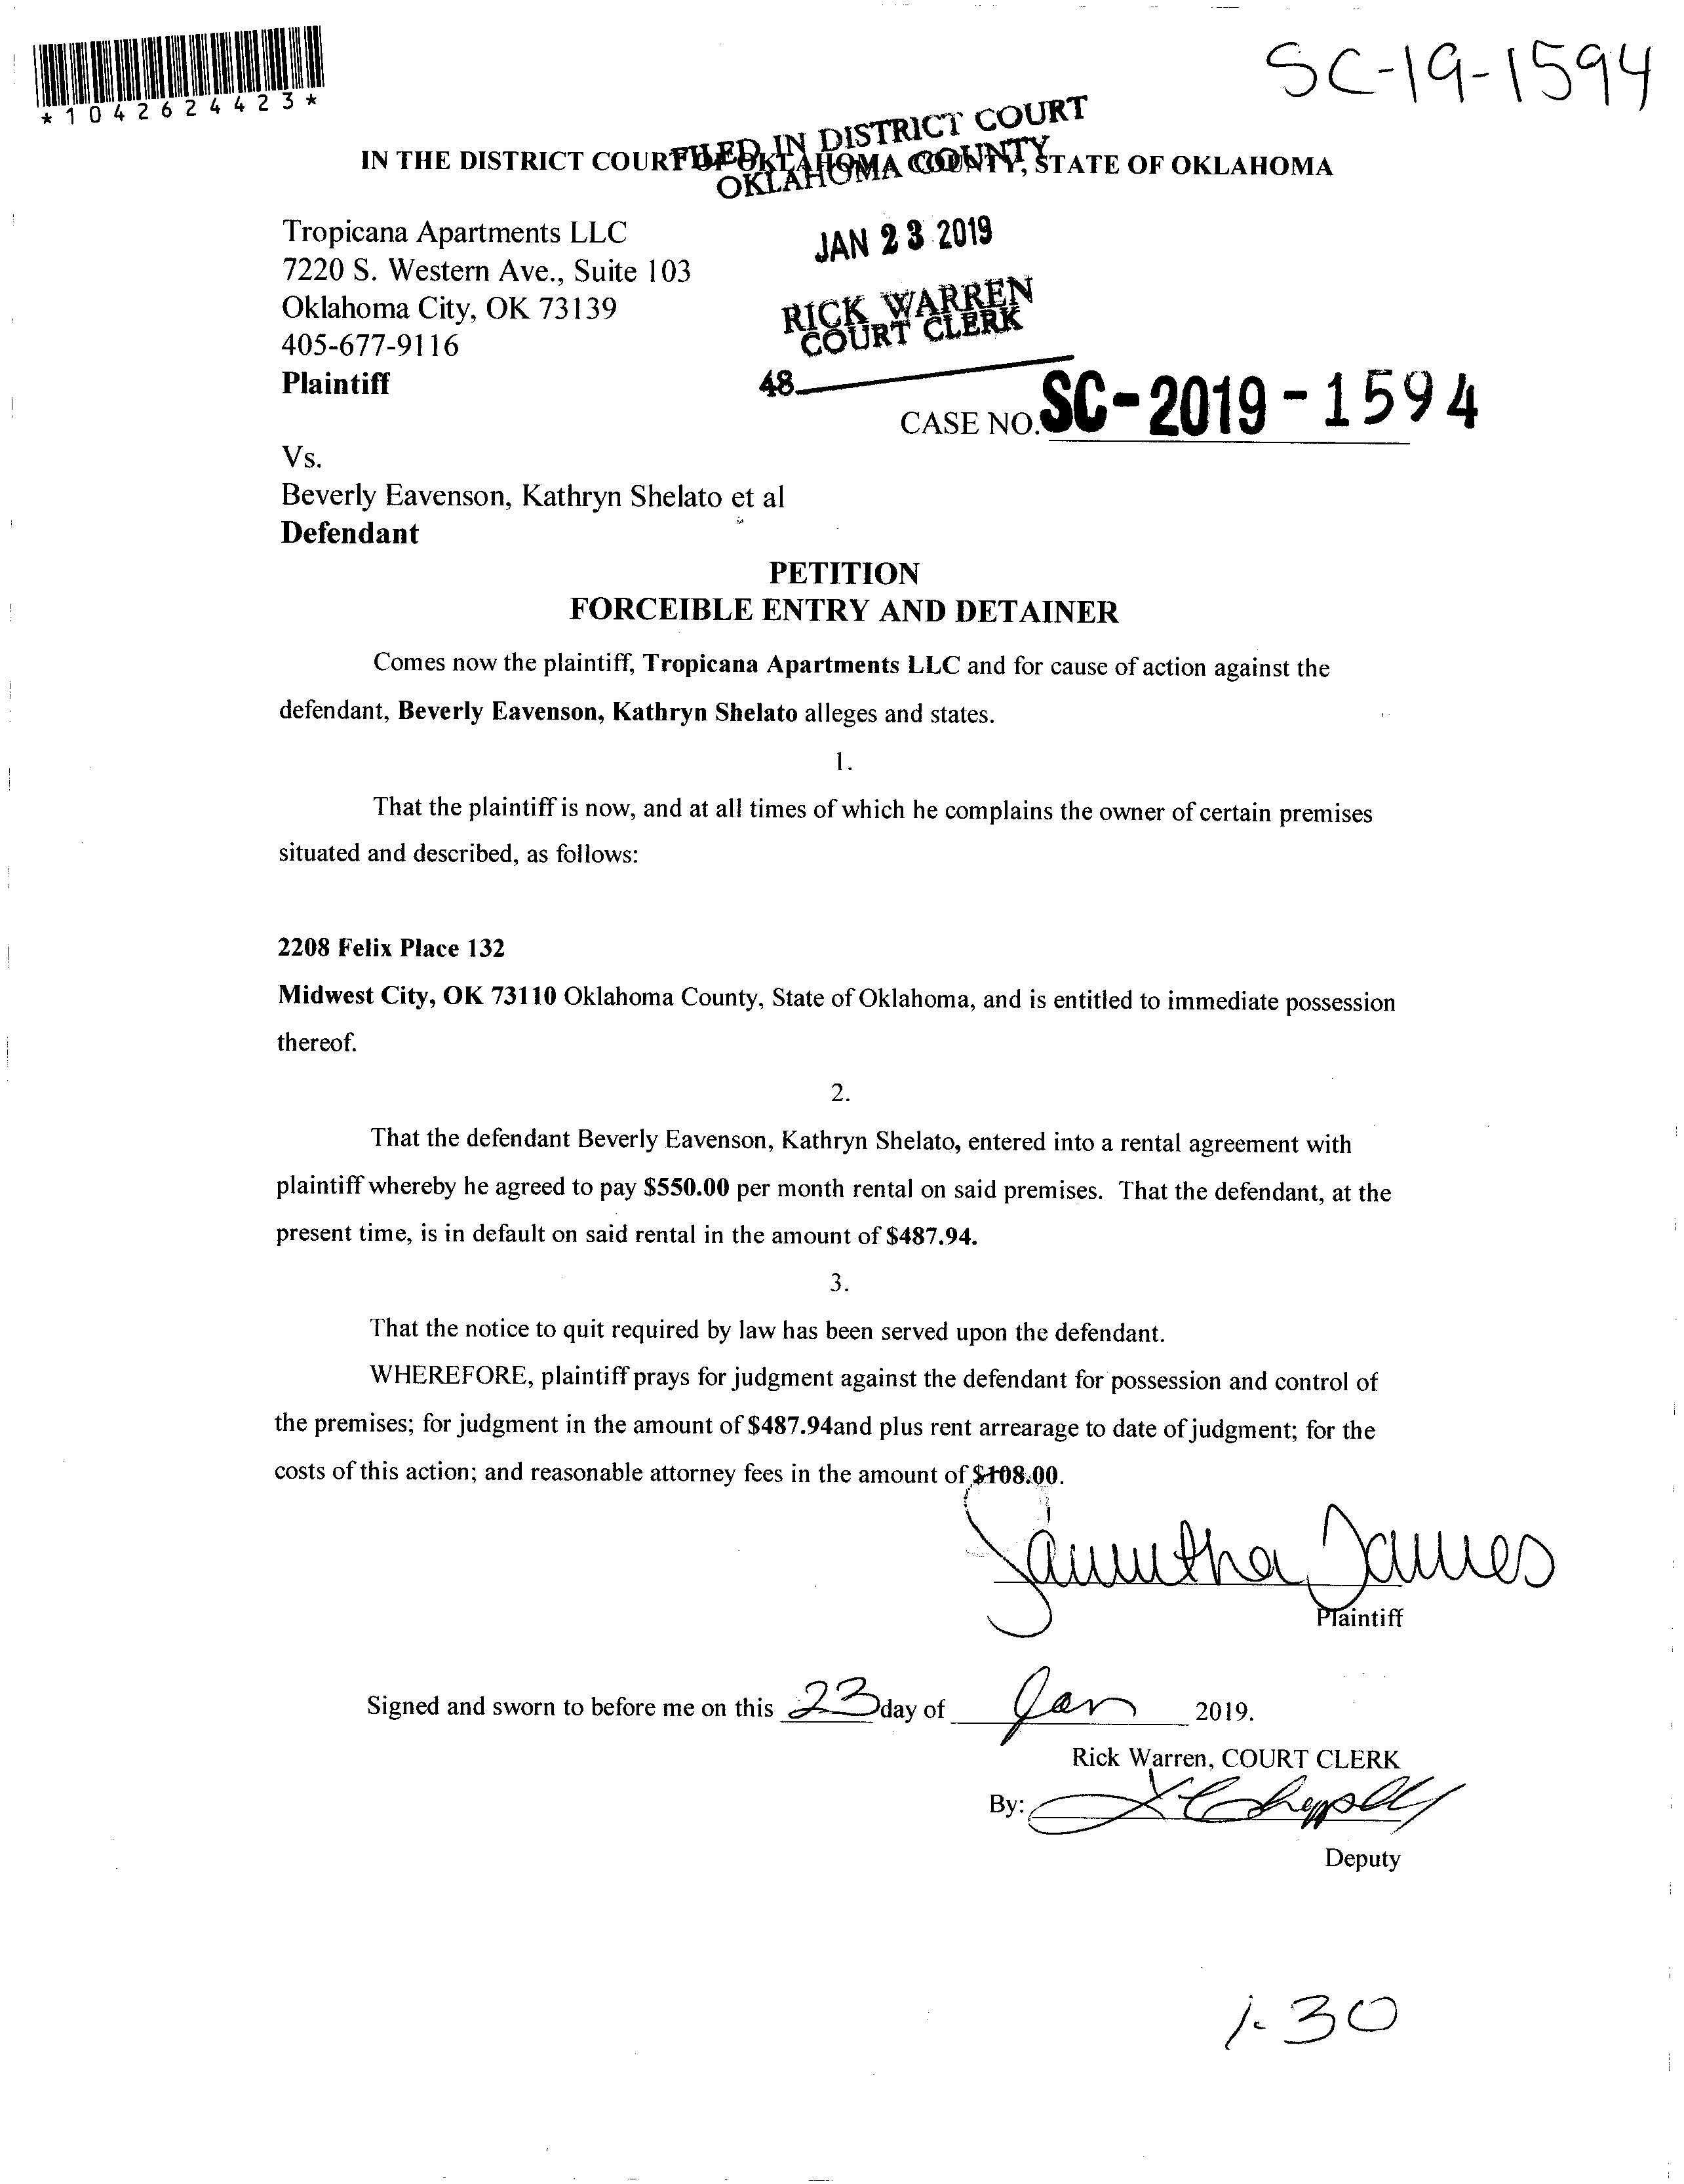 SC-19-1594
*1042624423*
FILED IN DISTRICT COURT
OKLAHOMA COUNTY
IN THE DISTRICT COURT OF OKLAHOMA COUNTY, STATE OF OKLAHOMA
Tropicana Apartments LLC
JAN 23 2019
7220 S. Western Ave., Suite 103
Oklahoma City, OK 73139
RICK WARREN
COURT CLERK
405-677-9116
Plaintiff
48
CASE NO. SC-2019-1594
Vs.
Beverly Eavenson, Kathryn Shelato et al
Defendant
PETITION
FORCEIBLE ENTRY AND DETAINER
Comes now the plaintiff, Tropicana Apartments LLC and for cause of action against the
defendant, Beverly Eavenson, Kathryn Shelato alleges and states.
1.
That the plaintiff is now, and at all times of which he complains the owner of certain premises
situated and described, as follows:
2208 Felix Place 132
Midwest City, OK 73110 Oklahoma County, State of Oklahoma, and is entitled to immediate possession
thereof.
2.
That the defendant Beverly Eavenson, Kathryn Shelato, entered into a rental agreement with
plaintiff whereby he agreed to pay $550.00 per month rental on said premises. That the defendant, at the
present time, is in default on said rental in the amount of $487.94.
3.
That the notice to quit required by law has been served upon the defendant.
WHEREFORE, plaintiff prays for judgment against the defendant for possession and control of
the premises; for judgment in the amount of $487.94and plus rent arrearage to date of judgment; for the
costs of this action; and reasonable attorney fees in the amount of $108.00.
Samantha James
Plaintiff
Signed and sworn to before me on this 23 day of Jan 2019.
Rick Warren, COURT CLERK
By:
Deputy
1-30